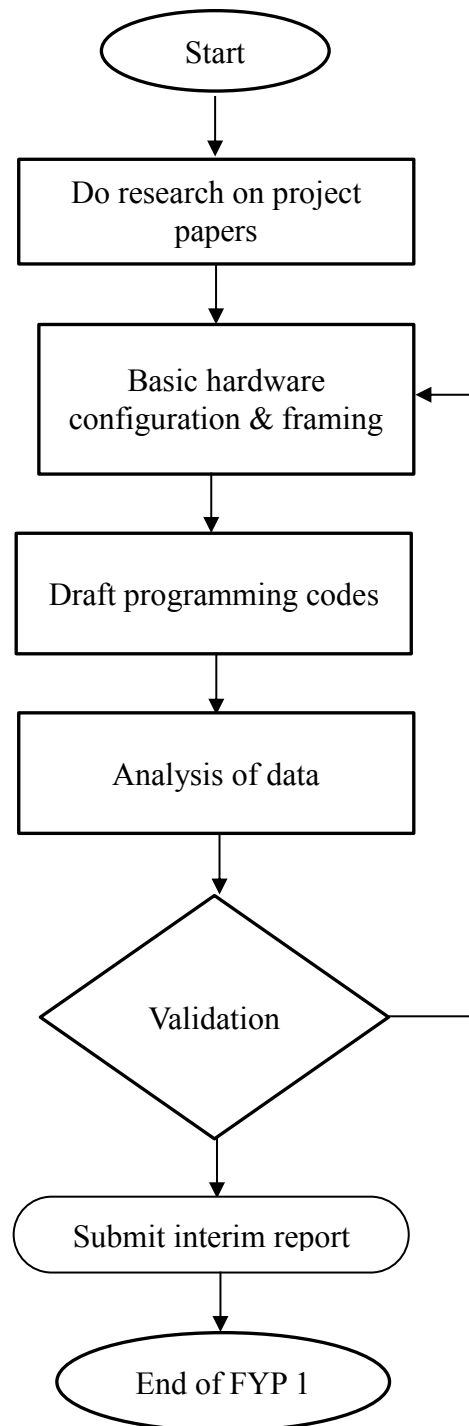 Start
Do research on project
papers
Basic hardware
configuration & framing
Draft programming codes
Analysis of data
Validation
Submit interim report
End of FYP 1